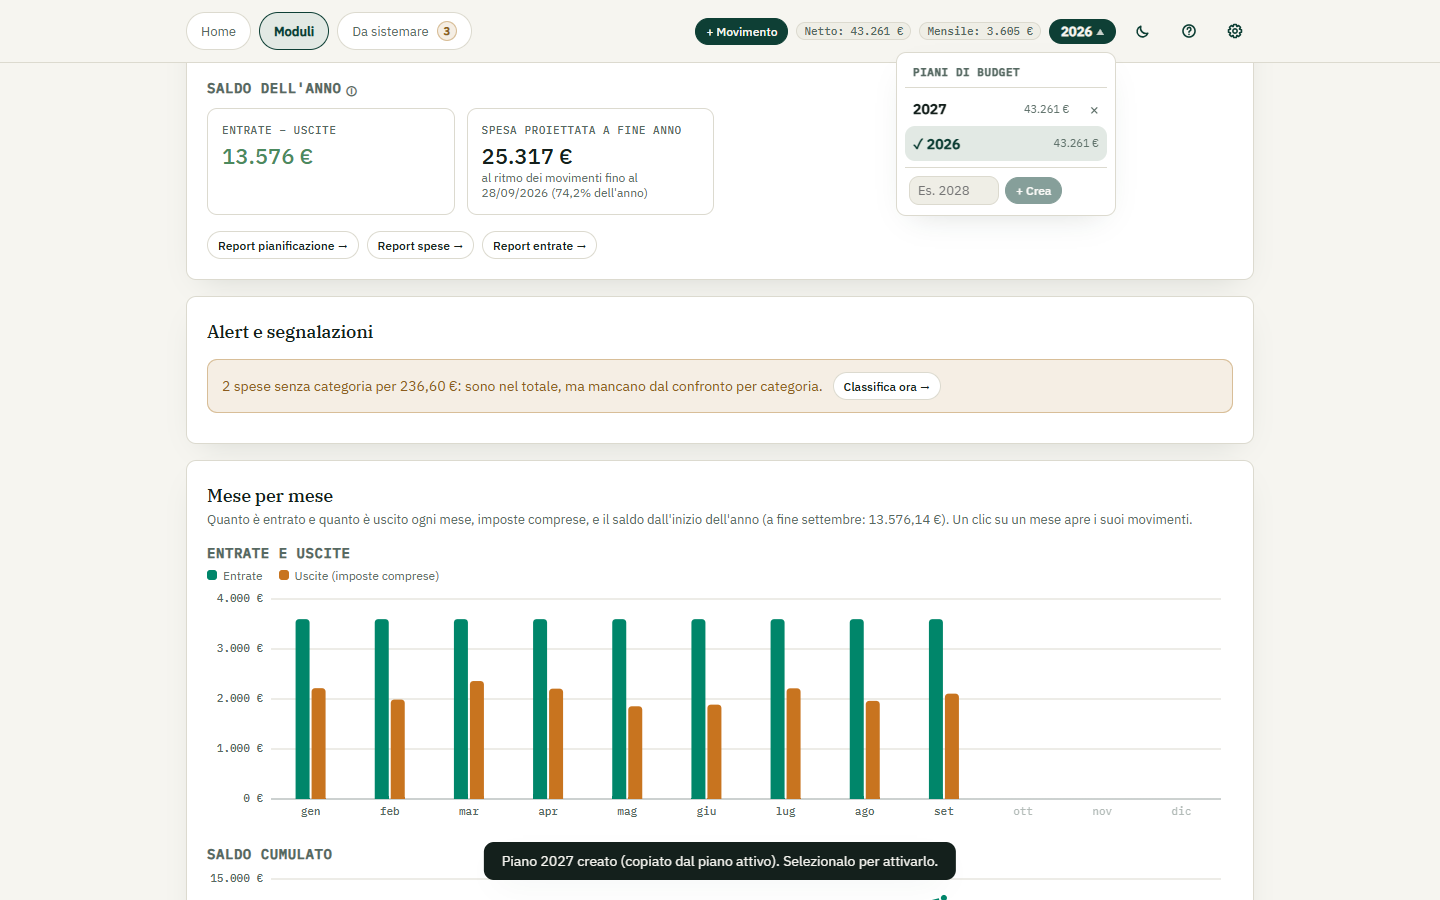 Home
Moduli
Da sistemare 3
+ Movimento
Netto: 43.261 €
Mensile: 3.605 €
2026
PIANI DI BUDGET
2027 43.261 € ×
✓ 2026 43.261 €
Es. 2028
+ Crea
SALDO DELL'ANNO
ENTRATE – USCITE
13.576 €
SPESA PROIETTATA A FINE ANNO
25.317 €
al ritmo dei movimenti fino al
28/09/2026 (74,2% dell'anno)
Report pianificazione →
Report spese →
Report entrate →
Alert e segnalazioni
2 spese senza categoria per 236,60 €: sono nel totale, ma mancano dal confronto per categoria.
Classifica ora →
Mese per mese
Quanto è entrato e quanto è uscito ogni mese, imposte comprese, e il saldo dall'inizio dell'anno (a fine settembre: 13.576,14 €). Un clic su un mese apre i suoi movimenti.
ENTRATE E USCITE
Entrate
Uscite (imposte comprese)
4.000 €
3.000 €
2.000 €
1.000 €
0 €
gen feb mar apr mag giu lug ago set ott nov dic
SALDO CUMULATO
15.000 €
Piano 2027 creato (copiato dal piano attivo). Selezionalo per attivarlo.